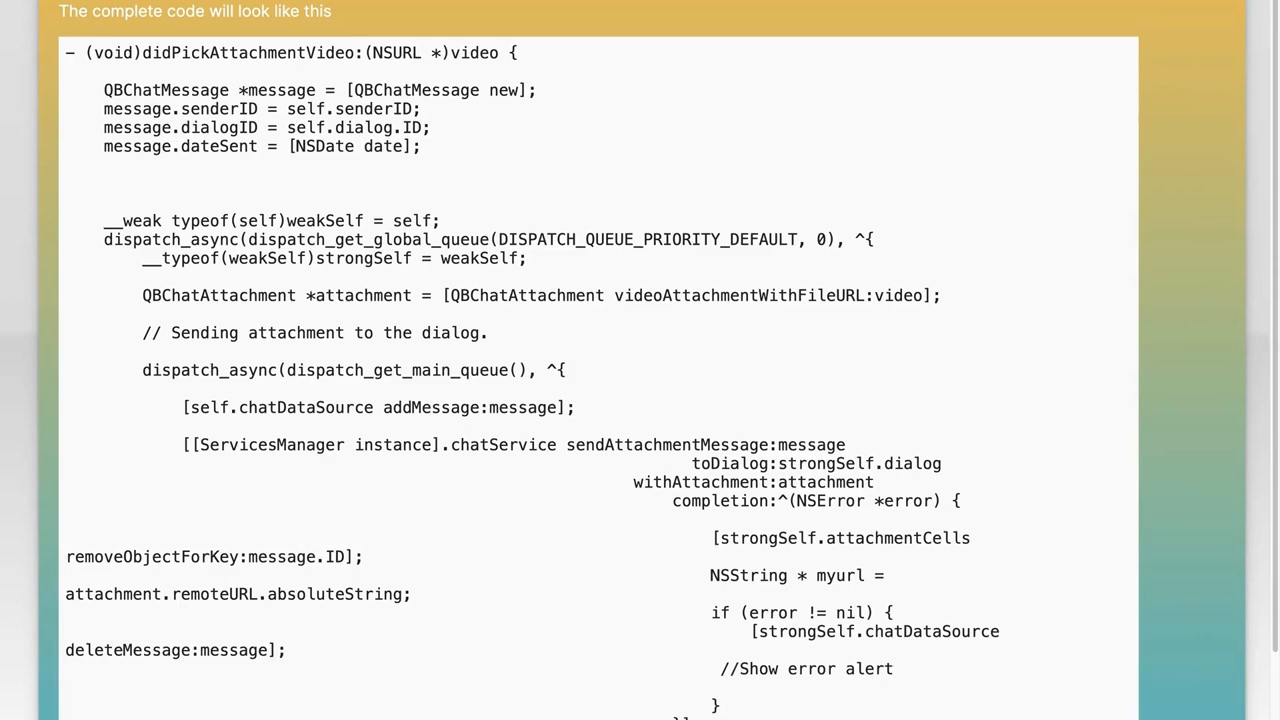 The complete code will look like this
- (void)didPickAttachmentVideo:(NSURL *)video {
QBChatMessage *message = [QBChatMessage new];
message.senderID = self.senderID;
message.dialogID = self.dialog.ID;
message.dateSent = [NSDate date];
__weak typeof(self)weakSelf = self;
dispatch_async(dispatch_get_global_queue(DISPATCH_QUEUE_PRIORITY_DEFAULT, 0), ^{
__typeof(weakSelf)strongSelf = weakSelf;
QBChatAttachment *attachment = [QBChatAttachment videoAttachmentWithFileURL:video];
// Sending attachment to the dialog.
dispatch_async(dispatch_get_main_queue(), ^{
[self.chatDataSource addMessage:message];
[[ServicesManager instance].chatService sendAttachmentMessage:message
toDialog:strongSelf.dialog
withAttachment:attachment
completion:^(NSError *error) {
[strongSelf.attachmentCells
removeObjectForKey:message.ID];
NSString * myurl =
attachment.remoteURL.absoluteString;
if (error != nil) {
[strongSelf.chatDataSource
deleteMessage:message];
//Show error alert
}